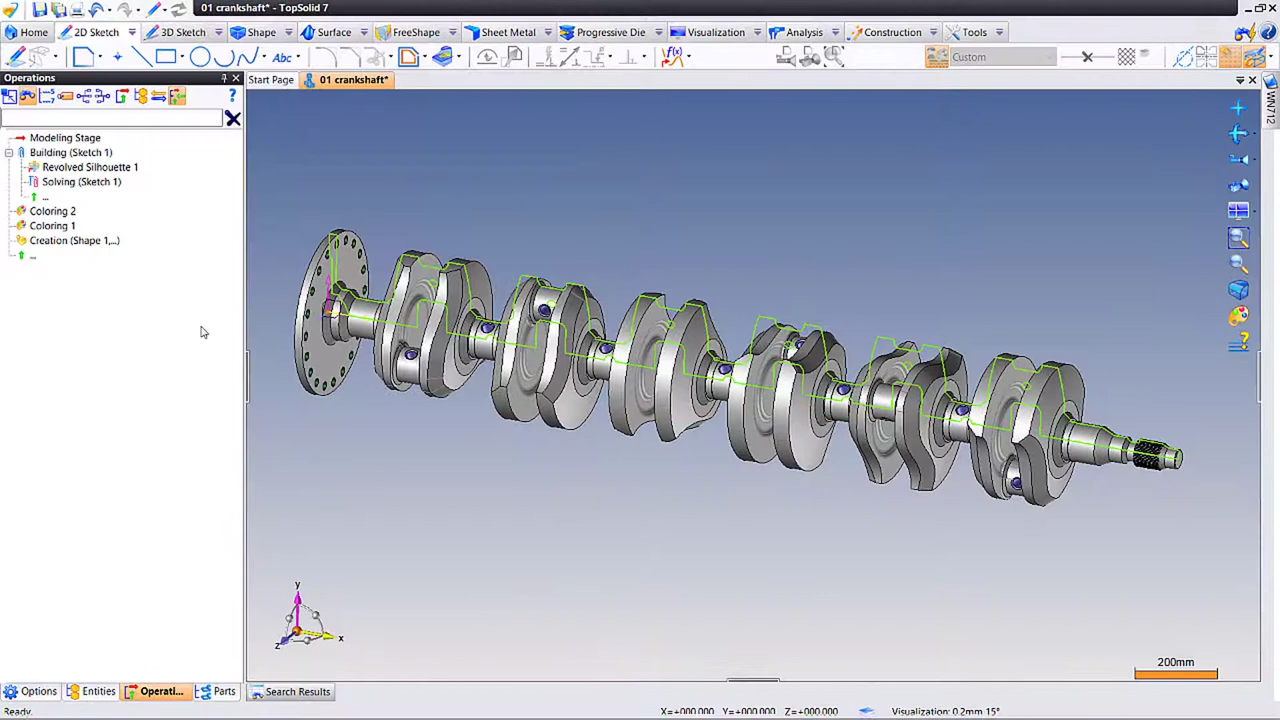 01 crankshaft* - TopSolid 7
Home 2D Sketch 3D Sketch Shape Surface FreeShape Sheet Metal Progressive Die Visualization Analysis Construction Tools
Abc f(x) Custom
Operations Start Page 01 crankshaft*
WN712
Modeling Stage
Building (Sketch 1)
Revolved Silhouette 1
Solving (Sketch 1)
...
Coloring 2
Coloring 1
Creation (Shape 1,...)
...
y
x
z
200mm
Options Entities Operati... Parts Search Results
Ready. X=+000.000 Y=+000.000 Z=+000.000 Visualization: 0.2mm 15°